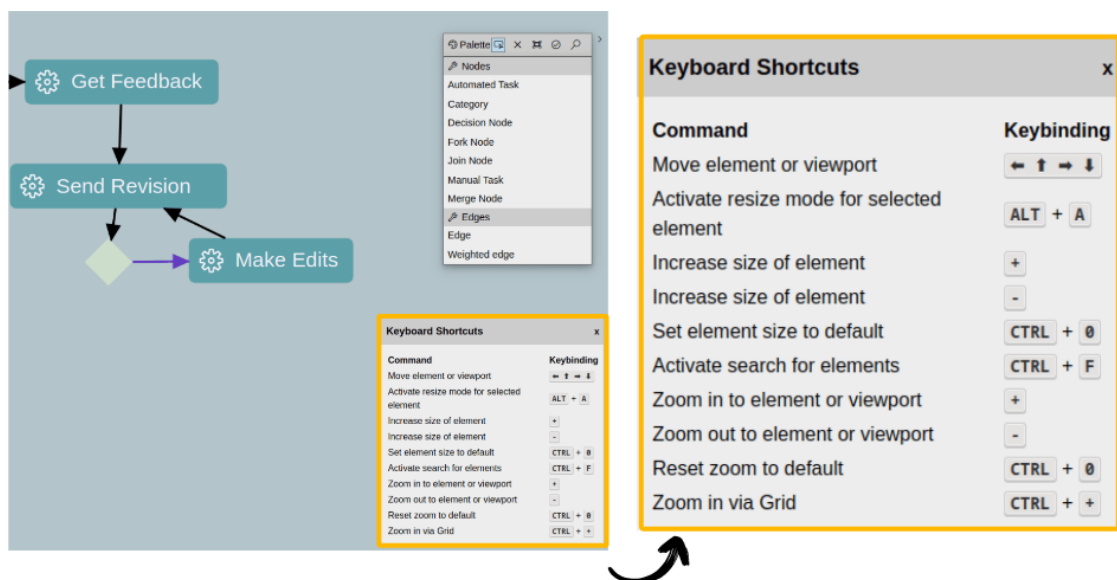 Get Feedback
Send Revision
Make Edits
Palette
Nodes
Automated Task
Category
Decision Node
Fork Node
Join Node
Manual Task
Merge Node
Edges
Edge
Weighted edge
Keyboard Shortcuts x
Command Keybinding
Move element or viewport ← ↑ → ↓
Activate resize mode for selected
element ALT + A
Increase size of element +
Increase size of element -
Set element size to default CTRL + 0
Activate search for elements CTRL + F
Zoom in to element or viewport +
Zoom out to element or viewport -
Reset zoom to default CTRL + 0
Zoom in via Grid CTRL + +
Keyboard Shortcuts x
Command Keybinding
Move element or viewport ← ↑ → ↓
Activate resize mode for selected
element ALT + A
Increase size of element +
Increase size of element -
Set element size to default CTRL + 0
Activate search for elements CTRL + F
Zoom in to element or viewport +
Zoom out to element or viewport -
Reset zoom to default CTRL + 0
Zoom in via Grid CTRL + +